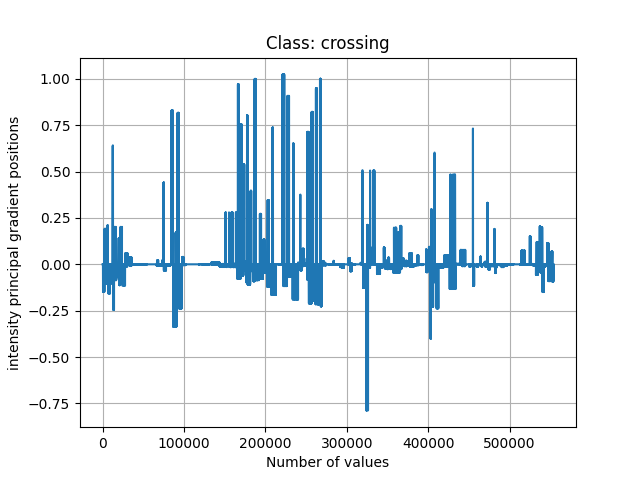 Class: crossing
intensity principal gradient positions
1.00
0.75
0.50
0.25
0.00
−0.25
−0.50
−0.75
0 100000 200000 300000 400000 500000
Number of values